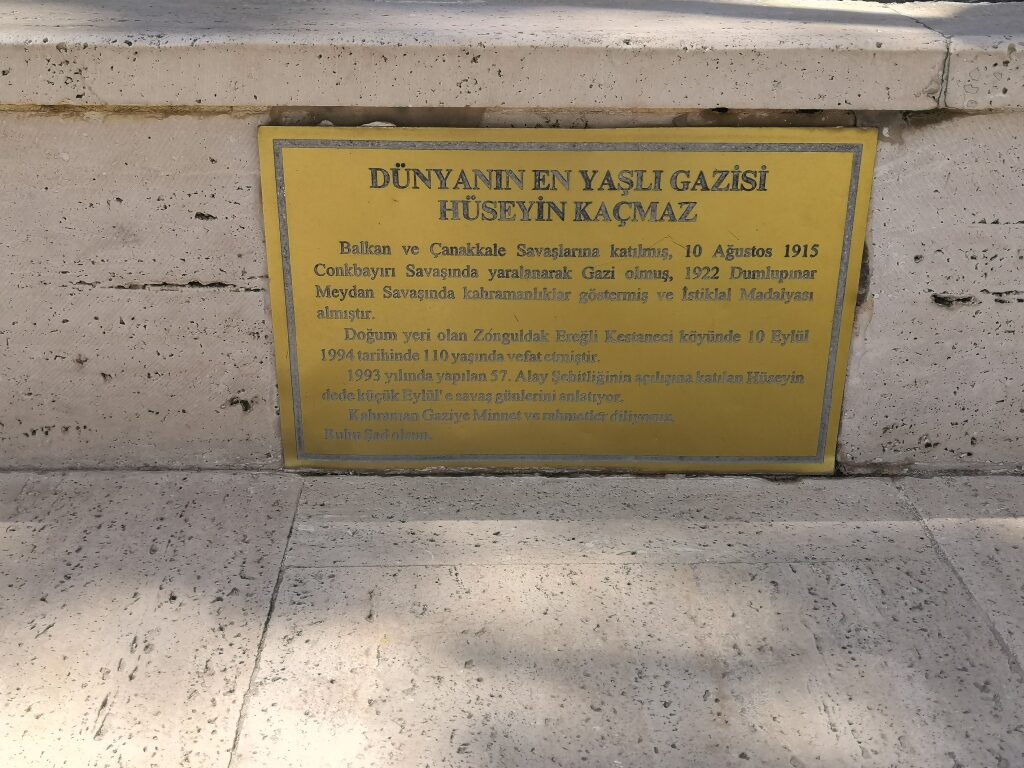 DÜNYANIN EN YAŞLI GAZİSİ
HÜSEYİN KAÇMAZ
Balkan ve Çanakkale Savaşlarına katılmış, 10 Ağustos 1915
Conkbayırı Savaşında yaralanarak Gazi olmuş, 1922 Dumlupınar
Meydan Savaşında kahramanlıklar göstermiş ve İstiklal Madalyası
almıştır.
Doğum yeri olan Zonguldak Ereğli Kestaneci köyünde 10 Eylül
1994 tarihinde 110 yaşında vefat etmiştir.
1993 yılında yapılan 57. Alay Şehitliğinin açılışına katılan Hüseyin
dede küçük Eylül' e savaş günlerini anlatıyor.
Kahraman Gaziye Minnet ve rahmetler diliyoruz.
Ruhu Şad olsun.